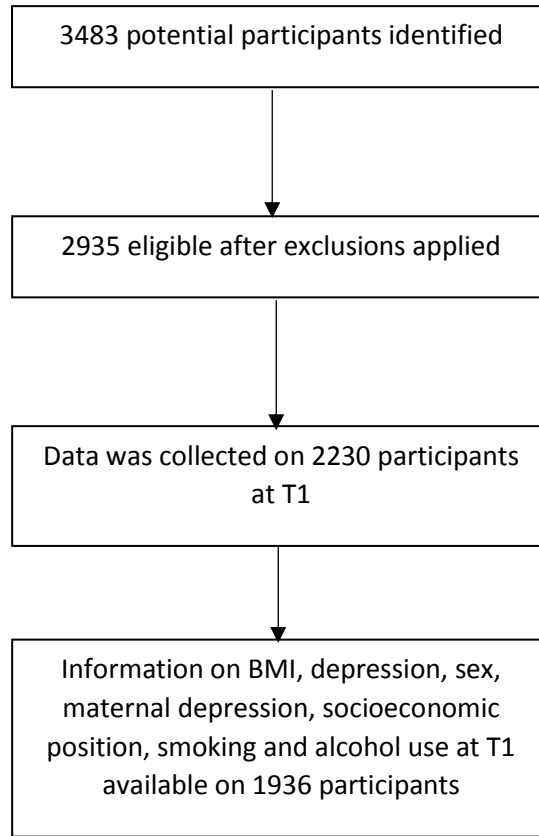 3483 potential participants identified
2935 eligible after exclusions applied
Data was collected on 2230 participants
at T1
Information on BMI, depression, sex,
maternal depression, socioeconomic
position, smoking and alcohol use at T1
available on 1936 participants